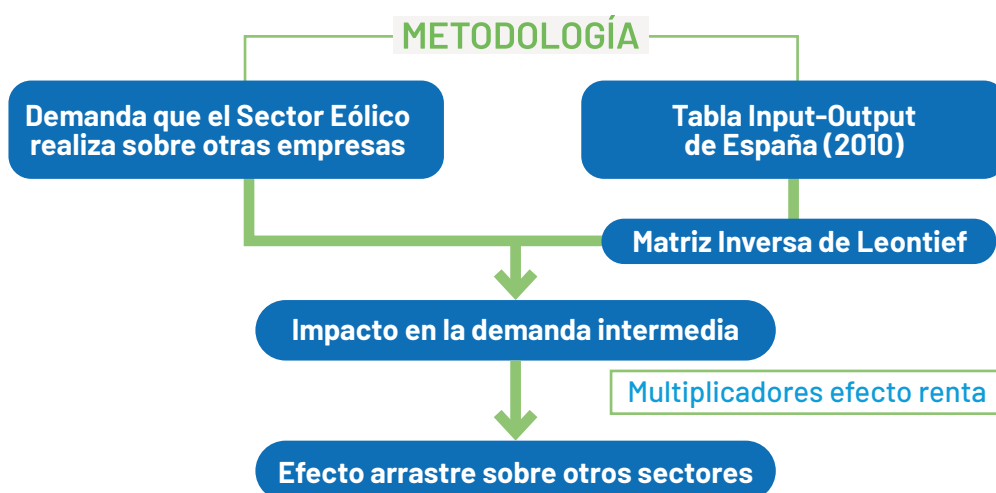 METODOLOGÍA
Demanda que el Sector Eólico
realiza sobre otras empresas
Tabla Input-Output
de España (2010)
Matriz Inversa de Leontief
Impacto en la demanda intermedia
Multiplicadores efecto renta
Efecto arrastre sobre otros sectores